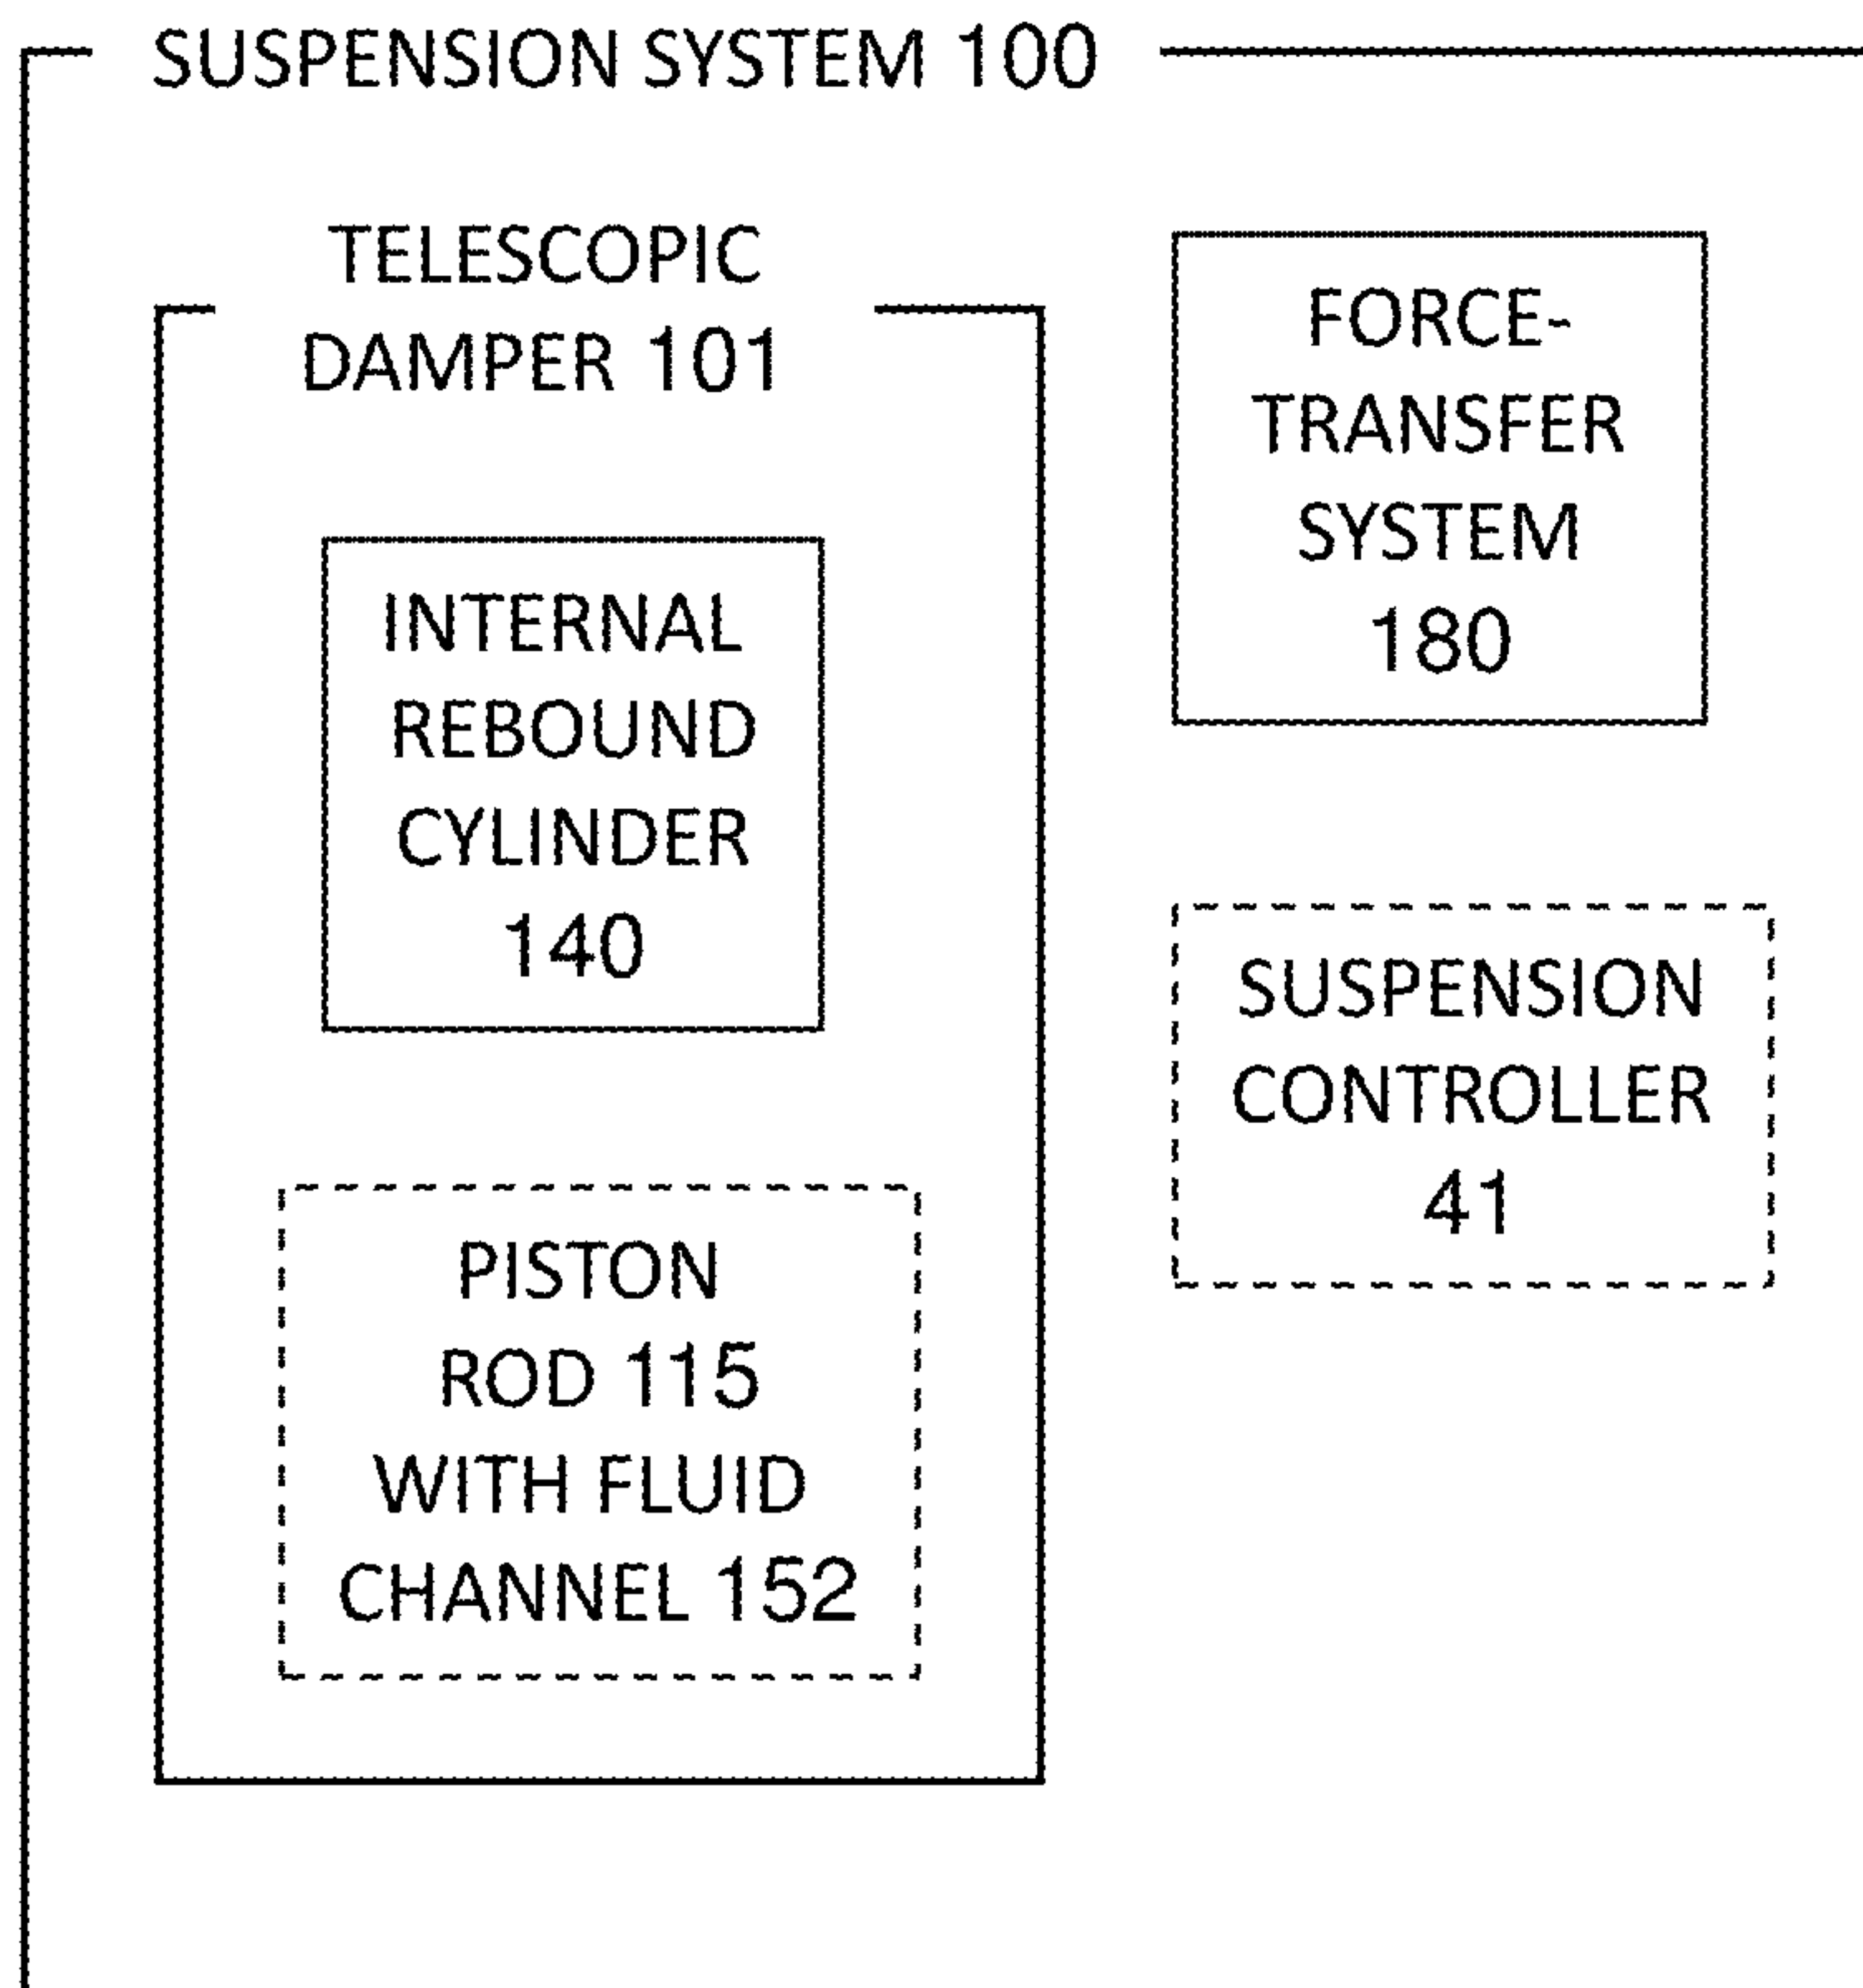 SUSPENSION SYSTEM 100
TELESCOPIC
DAMPER 101
INTERNAL
REBOUND
CYLINDER
140
PISTON
ROD 115
WITH FLUID
CHANNEL 152
FORCE-
TRANSFER
SYSTEM
180
SUSPENSION
CONTROLLER
41